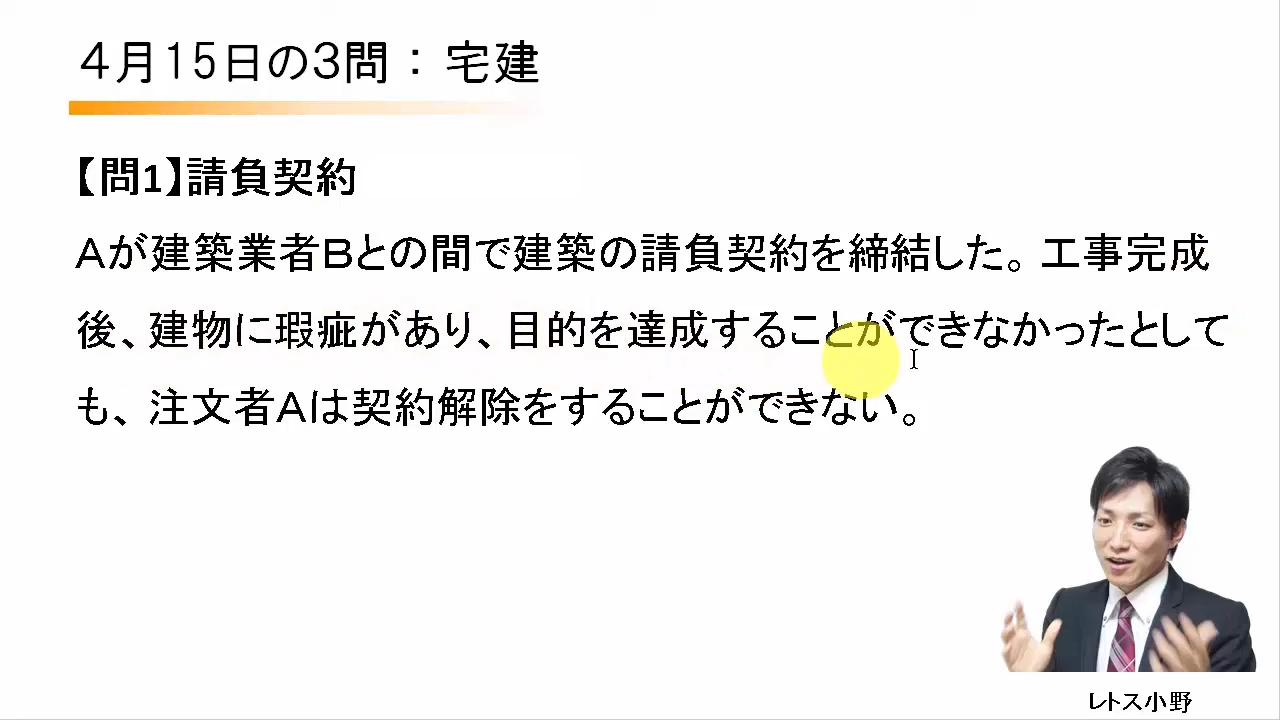 ４月15日の３問：宅建
【問1】請負契約
Ａが建築業者Ｂとの間で建築の請負契約を締結した。工事完成
後、建物に瑕疵があり、目的を達成することができなかったとして
も、注文者Ａは契約解除をすることができない。
レトス小野